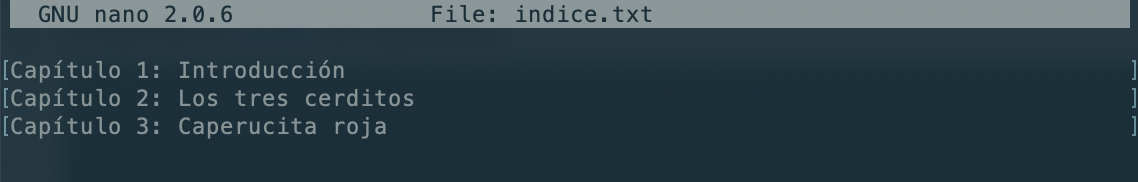 GNU nano 2.0.6 File: indice.txt
[Capítulo 1: Introducción ]
[Capítulo 2: Los tres cerditos ]
[Capítulo 3: Caperucita roja ]